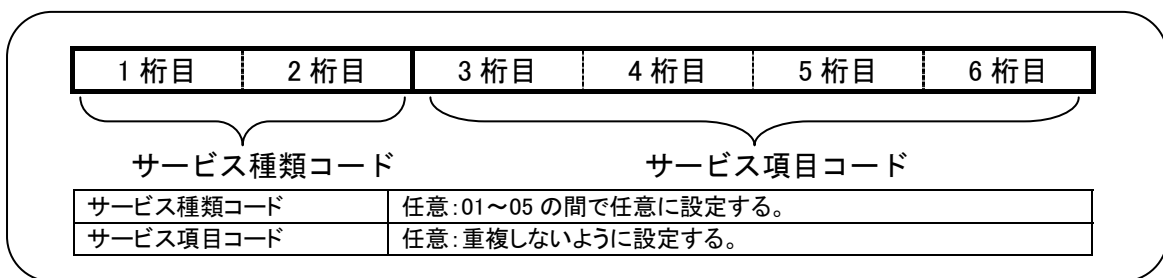 1 桁目 2 桁目 3 桁目 4 桁目 5 桁目 6 桁目
サービス種類コード サービス項目コード
サービス種類コード 任意:01～05 の間で任意に設定する。
サービス項目コード 任意:重複しないように設定する。